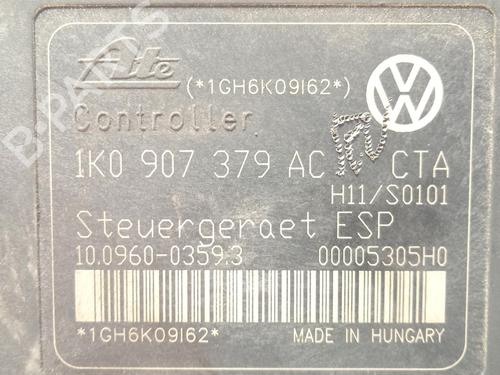 Ate (*1GH6K09I62*)
Controller
1K0 907 379 AC CTA
H11/S0101
Steuergeraet ESP
10.0960-0359.3 00005305H0
*1GH6K09I62* MADE IN HUNGARY
B-PARTS